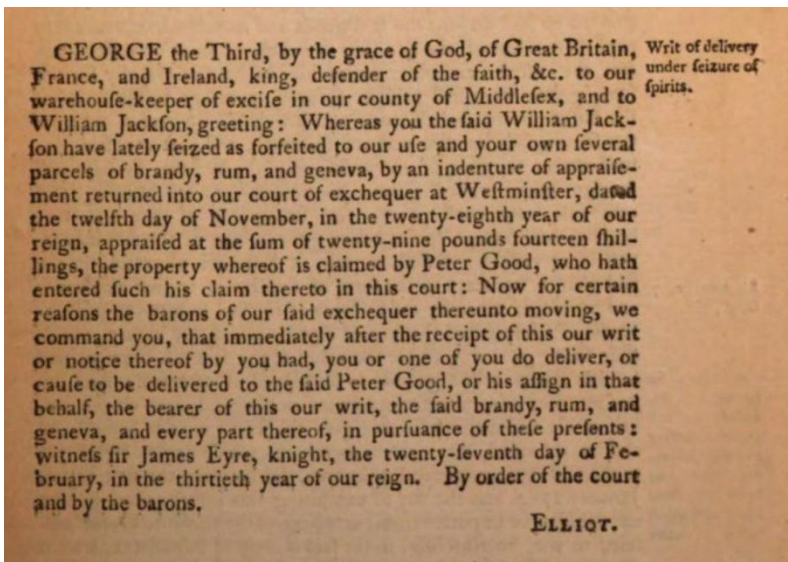 GEORGE the Third, by the grace of God, of Great Britain,
France, and Ireland, king, defender of the faith, &c. to our
warehouſe-keeper of exciſe in our county of Middleſex, and to
William Jackſon, greeting: Whereas you the ſaid William Jack-
ſon have lately ſeized as forfeited to our uſe and your own ſeveral
parcels of brandy, rum, and geneva, by an indenture of appraiſe-
ment returned into our court of exchequer at Weſtminſter, dated
the twelfth day of November, in the twenty-eighth year of our
reign, appraiſed at the ſum of twenty-nine pounds fourteen ſhil-
lings, the property whereof is claimed by Peter Good, who hath
entered ſuch his claim thereto in this court: Now for certain
reaſons the barons of our ſaid exchequer thereunto moving, we
command you, that immediately after the receipt of this our writ
or notice thereof by you had, you or one of you do deliver, or
cauſe to be delivered to the ſaid Peter Good, or his aſſign in that
behalf, the bearer of this our writ, the ſaid brandy, rum, and
geneva, and every part thereof, in purſuance of theſe preſents:
witneſs ſir James Eyre, knight, the twenty-ſeventh day of Fe-
bruary, in the thirtieth year of our reign. By order of the court
and by the barons.
ELLIOT.
Writ of delivery
under ſeizure of
ſpirits.